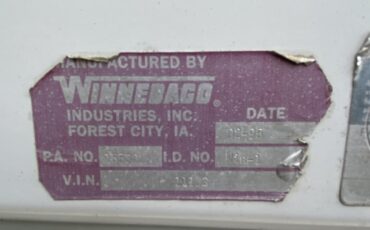 MANUFACTURED BY
WINNEBAGO®
INDUSTRIES, INC. DATE
FOREST CITY, IA.
P.A. NO. I.D. NO.
V.I.N.